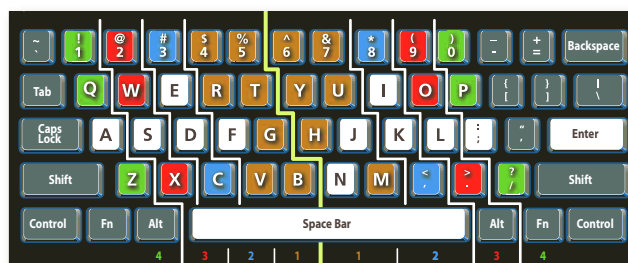 ~ ! @ # $ % ^ & * ( ) - + Backspace
` 1 2 3 4 5 6 7 8 9 0 - =
Tab Q W E R T Y U I O P { } |
[ ] \
Caps Lock A S D F G H J K L : " Enter
; ,
Shift Z X C V B N M < > ? Shift
, . /
Control Fn Alt Space Bar Alt Fn Control
4 3 2 1 1 2 3 4